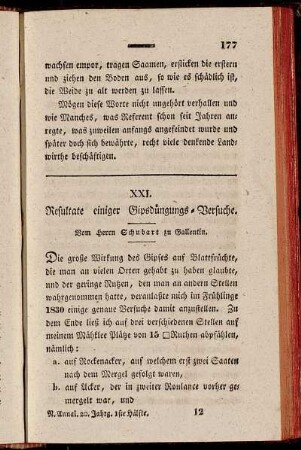 177
wachsen empor, tragen Saamen, ersticken die erstern
und ziehen den Boden aus, so wie es schädlich ist,
die Weide zu alt werden zu lassen.
Mögen diese Worte nicht ungehört verhallen und
wie Manches, was Referent schon seit Jahren an-
regte, was zuweilen anfangs angefeindet wurde und
später doch sich bewährte, recht viele denkende Land-
wirthe beschäftigen.
XXI.
Resultate einiger Gipsdüngungs-Versuche.
Vom Herrn Schubart zu Gallentin.
Die große Wirkung des Gipses auf Blattfrüchte,
die man an vielen Orten gehabt zu haben glaubte,
und der geringe Nutzen, den man an andern Stellen
wahrgenommen hatte, veranlaßte mich im Frühlinge
1830 einige genaue Versuche damit anzustellen. Zu
dem Ende ließ ich auf drei verschiedenen Stellen auf
meinem Mähklee Plätze von 15 □Ruthen abpfählen,
nämlich:
a. auf Rockenacker, auf welchem erst zwei Saaten
nach dem Mergel gefolgt waren,
b. auf Acker, der in zweiter Roulance vorher ge-
mergelt war, und
N. Annal. 20. Jahrg. 1ste Hälfte. 12